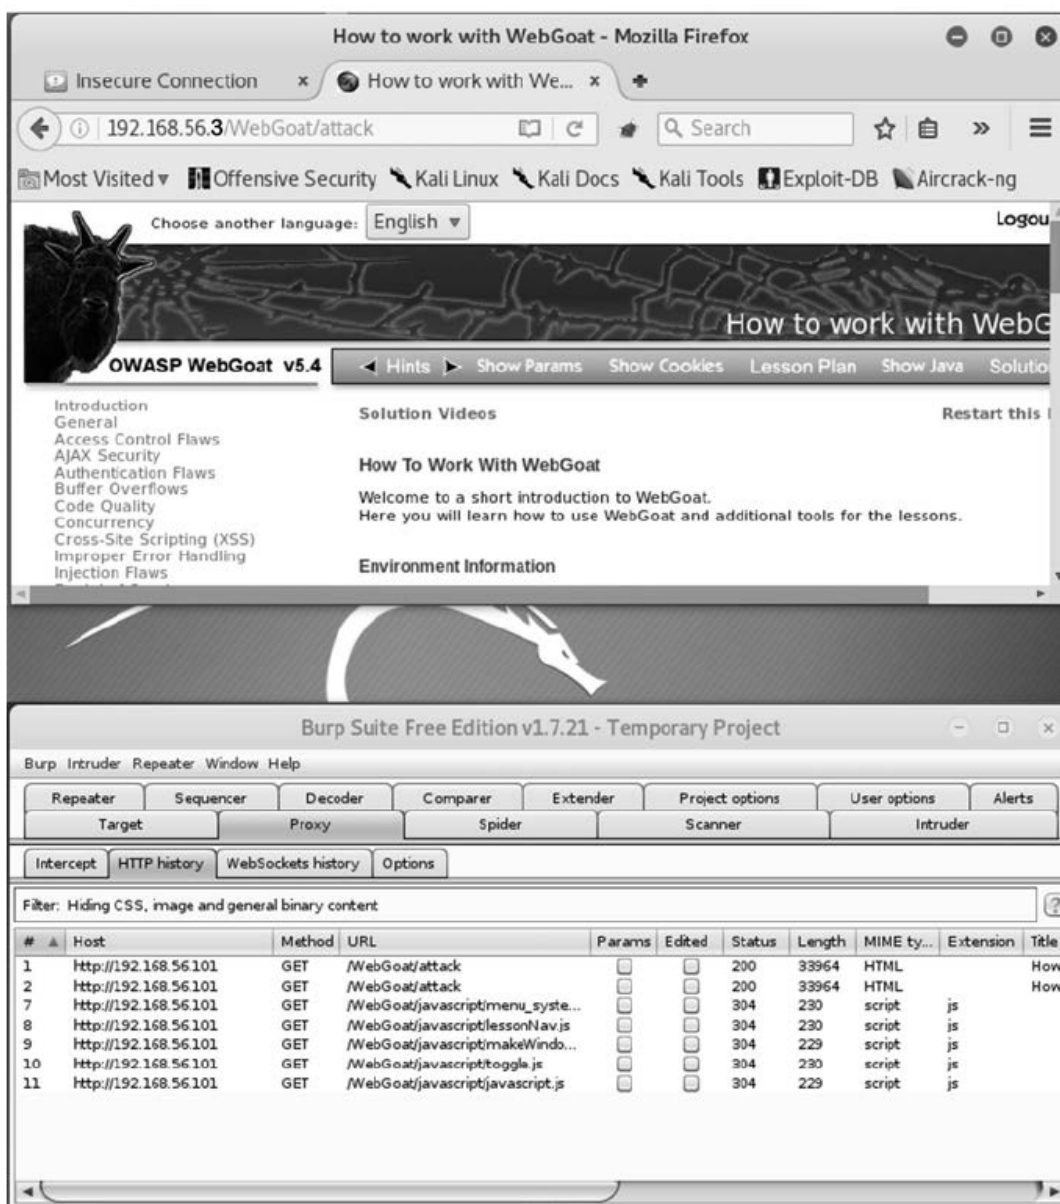 How to work with WebGoat - Mozilla Firefox
Insecure Connection
How to work with We...
192.168.56.3/WebGoat/attack
Search
Most Visited
Offensive Security
Kali Linux
Kali Docs
Kali Tools
Exploit-DB
Aircrack-ng
Choose another language: English
Logou
How to work with WebG
OWASP WebGoat v5.4
Hints Show Params Show Cookies Lesson Plan Show Java Solutio
Introduction
General
Access Control Flaws
AJAX Security
Authentication Flaws
Buffer Overflows
Code Quality
Concurrency
Cross-Site Scripting (XSS)
Improper Error Handling
Injection Flaws
Solution Videos
Restart this
How To Work With WebGoat
Welcome to a short introduction to WebGoat.
Here you will learn how to use WebGoat and additional tools for the lessons.
Environment Information
Burp Suite Free Edition v1.7.21 - Temporary Project
Burp Intruder Repeater Window Help
Repeater Sequencer Decoder Comparer Extender Project options User options Alerts
Target Proxy Spider Scanner Intruder
Intercept HTTP history WebSockets history Options
Filter: Hiding CSS, image and general binary content
?
# Host Method URL Params Edited Status Length MIME ty... Extension Title
1 http://192.168.56.101 GET /WebGoat/attack 200 33964 HTML How
2 http://192.168.56.101 GET /WebGoat/attack 200 33964 HTML How
7 http://192.168.56.101 GET /WebGoat/javascript/menu_syste... 304 230 script js
8 http://192.168.56.101 GET /WebGoat/javascript/lessonNav.js 304 230 script js
9 http://192.168.56.101 GET /WebGoat/javascript/makeWindo... 304 229 script js
10 http://192.168.56.101 GET /WebGoat/javascript/toggle.js 304 230 script js
11 http://192.168.56.101 GET /WebGoat/javascript/javascript.js 304 229 script js